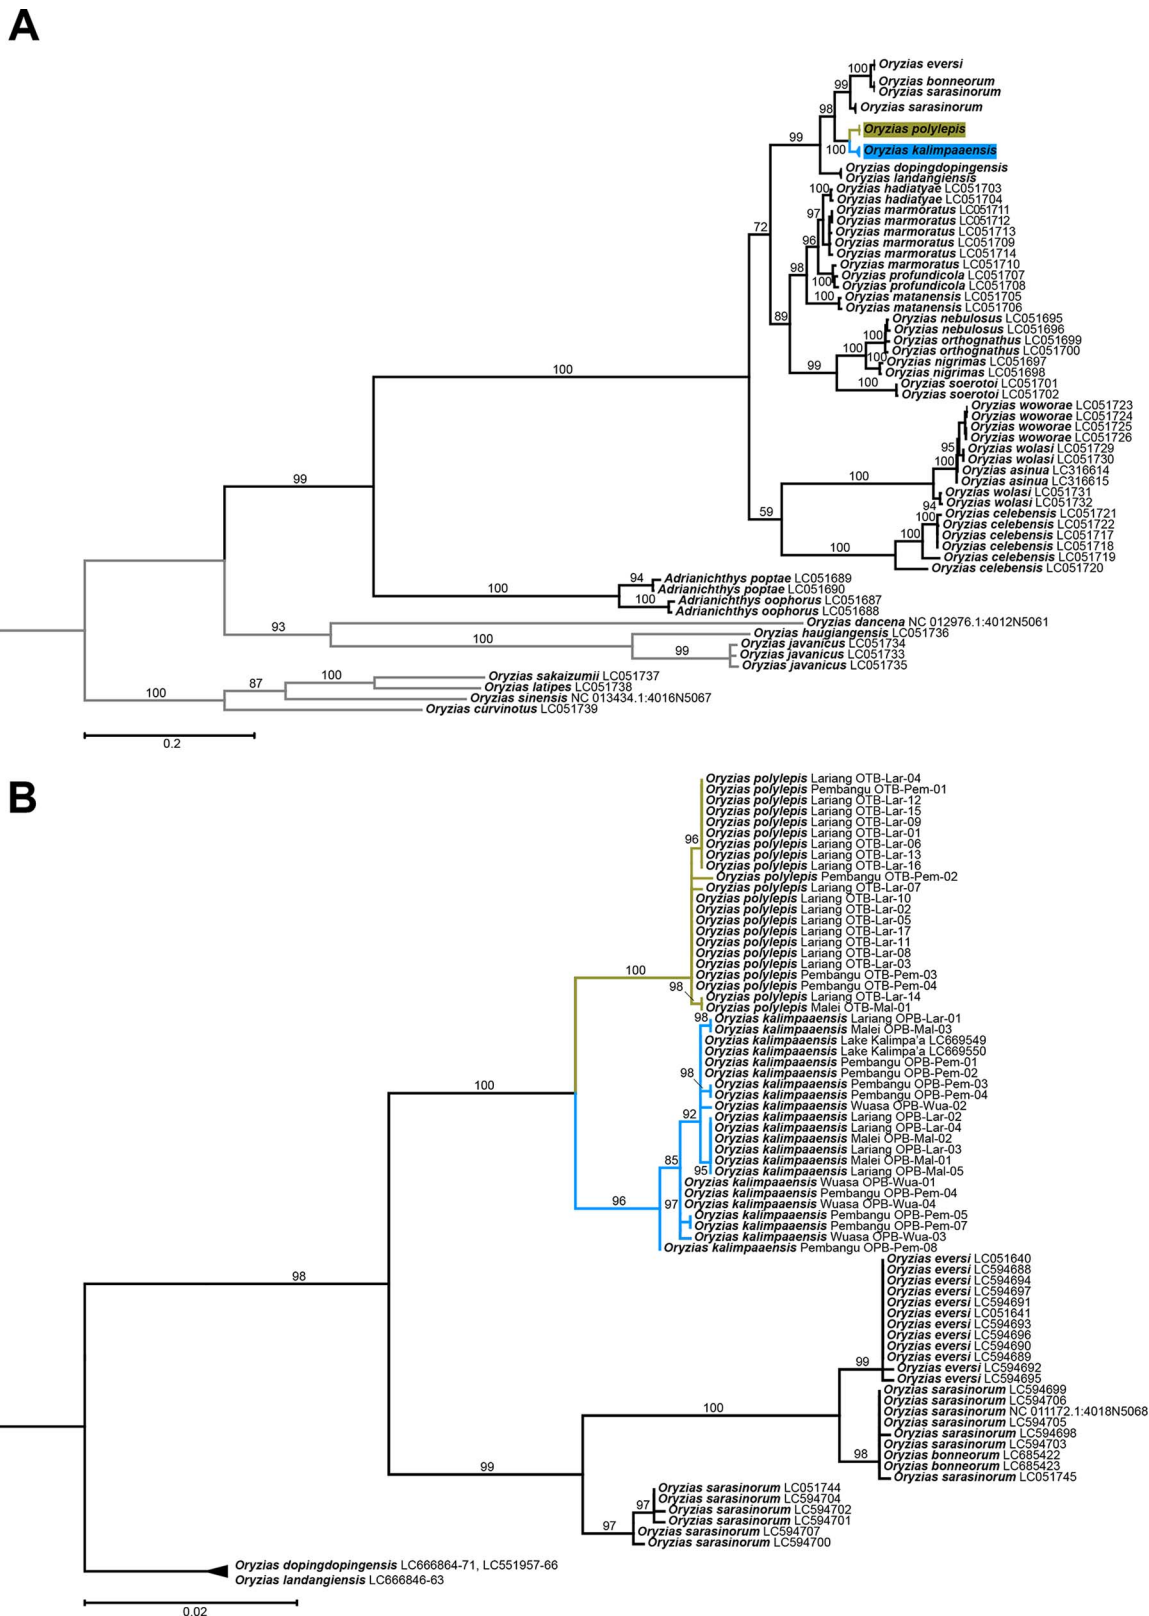 A
100 Oryzias eversi
Oryzias bonneorum
99 Oryzias sarasinorum
98 Oryzias sarasinorum
99 Oryzias polylepis
100 Oryzias kalimpaaensis
Oryzias dopingdopingensis
Oryzias landangiensis
100 Oryzias hadiatyae LC051703
Oryzias hadiatyae LC051704
97 Oryzias marmoratus LC051711
Oryzias marmoratus LC051712
72 Oryzias marmoratus LC051713
96 Oryzias marmoratus LC051709
Oryzias marmoratus LC051714
98 Oryzias marmoratus LC051710
Oryzias profundicola LC051707
100 Oryzias profundicola LC051708
100 Oryzias matanensis LC051705
Oryzias matanensis LC051706
89 Oryzias nebulosus LC051695
Oryzias nebulosus LC051696
100 Oryzias orthognathus LC051699
100 Oryzias orthognathus LC051700
100 Oryzias nigrimas LC051697
99 Oryzias nigrimas LC051698
100 100 Oryzias soerotoi LC051701
Oryzias soerotoi LC051702
Oryzias woworae LC051723
Oryzias woworae LC051724
Oryzias woworae LC051725
Oryzias woworae LC051726
95 Oryzias wolasi LC051729
100 Oryzias wolasi LC051730
Oryzias asinua LC316614
99 100 Oryzias asinua LC316615
Oryzias wolasi LC051731
94 Oryzias wolasi LC051732
59 100 Oryzias celebensis LC051721
Oryzias celebensis LC051722
100 Oryzias celebensis LC051717
100 Oryzias celebensis LC051718
Oryzias celebensis LC051719
Oryzias celebensis LC051720
94 Adrianichthys poptae LC051689
100 Adrianichthys poptae LC051690
100 Adrianichthys oophorus LC051687
Adrianichthys oophorus LC051688
93 Oryzias dancena NC 012976.1:4012N5061
100 Oryzias haugiangensis LC051736
Oryzias javanicus LC051734
99 Oryzias javanicus LC051733
Oryzias javanicus LC051735
100 Oryzias sakaizumii LC051737
87 Oryzias latipes LC051738
100 Oryzias sinensis NC 013434.1:4016N5067
Oryzias curvinotus LC051739
0.2
B
Oryzias polylepis Lariang OTB-Lar-04
Oryzias polylepis Pembangu OTB-Pem-01
Oryzias polylepis Lariang OTB-Lar-12
Oryzias polylepis Lariang OTB-Lar-15
Oryzias polylepis Lariang OTB-Lar-09
Oryzias polylepis Lariang OTB-Lar-01
96 Oryzias polylepis Lariang OTB-Lar-06
Oryzias polylepis Lariang OTB-Lar-13
Oryzias polylepis Lariang OTB-Lar-16
Oryzias polylepis Pembangu OTB-Pem-02
Oryzias polylepis Lariang OTB-Lar-07
Oryzias polylepis Lariang OTB-Lar-10
Oryzias polylepis Lariang OTB-Lar-02
Oryzias polylepis Lariang OTB-Lar-05
Oryzias polylepis Lariang OTB-Lar-17
Oryzias polylepis Lariang OTB-Lar-11
Oryzias polylepis Lariang OTB-Lar-08
Oryzias polylepis Lariang OTB-Lar-03
100 Oryzias polylepis Pembangu OTB-Pem-03
98 Oryzias polylepis Pembangu OTB-Pem-04
Oryzias polylepis Lariang OTB-Lar-14
Oryzias polylepis Malei OTB-Mal-01
98 Oryzias kalimpaaensis Lariang OPB-Lar-01
Oryzias kalimpaaensis Malei OPB-Mal-03
Oryzias kalimpaaensis Lake Kalimpa'a LC669549
Oryzias kalimpaaensis Lake Kalimpa'a LC669550
Oryzias kalimpaaensis Pembangu OPB-Pem-01
98 Oryzias kalimpaaensis Pembangu OPB-Pem-02
100 Oryzias kalimpaaensis Pembangu OPB-Pem-03
Oryzias kalimpaaensis Pembangu OPB-Pem-04
Oryzias kalimpaaensis Wuasa OPB-Wua-02
92 Oryzias kalimpaaensis Lariang OPB-Lar-02
Oryzias kalimpaaensis Lariang OPB-Lar-04
Oryzias kalimpaaensis Malei OPB-Mal-02
Oryzias kalimpaaensis Lariang OPB-Lar-03
85 Oryzias kalimpaaensis Malei OPB-Mal-01
95 Oryzias kalimpaaensis Lariang OPB-Mal-05
Oryzias kalimpaaensis Wuasa OPB-Wua-01
Oryzias kalimpaaensis Pembangu OPB-Pem-04
96 97 Oryzias kalimpaaensis Wuasa OPB-Wua-04
Oryzias kalimpaaensis Pembangu OPB-Pem-05
Oryzias kalimpaaensis Pembangu OPB-Pem-07
Oryzias kalimpaaensis Wuasa OPB-Wua-03
Oryzias kalimpaaensis Pembangu OPB-Pem-08
Oryzias eversi LC051640
98 Oryzias eversi LC594688
Oryzias eversi LC594694
Oryzias eversi LC594697
Oryzias eversi LC594691
Oryzias eversi LC051641
Oryzias eversi LC594693
Oryzias eversi LC594696
Oryzias eversi LC594690
99 Oryzias eversi LC594689
Oryzias eversi LC594692
Oryzias eversi LC594695
Oryzias sarasinorum LC594699
100 Oryzias sarasinorum LC594706
Oryzias sarasinorum NC 011172.1:4018N5068
Oryzias sarasinorum LC594705
Oryzias sarasinorum LC594698
Oryzias sarasinorum LC594703
98 Oryzias bonneorum LC685422
99 Oryzias bonneorum LC685423
Oryzias sarasinorum LC051745
Oryzias sarasinorum LC051744
97 Oryzias sarasinorum LC594704
Oryzias sarasinorum LC594702
97 Oryzias sarasinorum LC594701
Oryzias sarasinorum LC594707
Oryzias sarasinorum LC594700
Oryzias dopingdopingensis LC666864-71, LC551957-66
Oryzias landangiensis LC666846-63
0.02